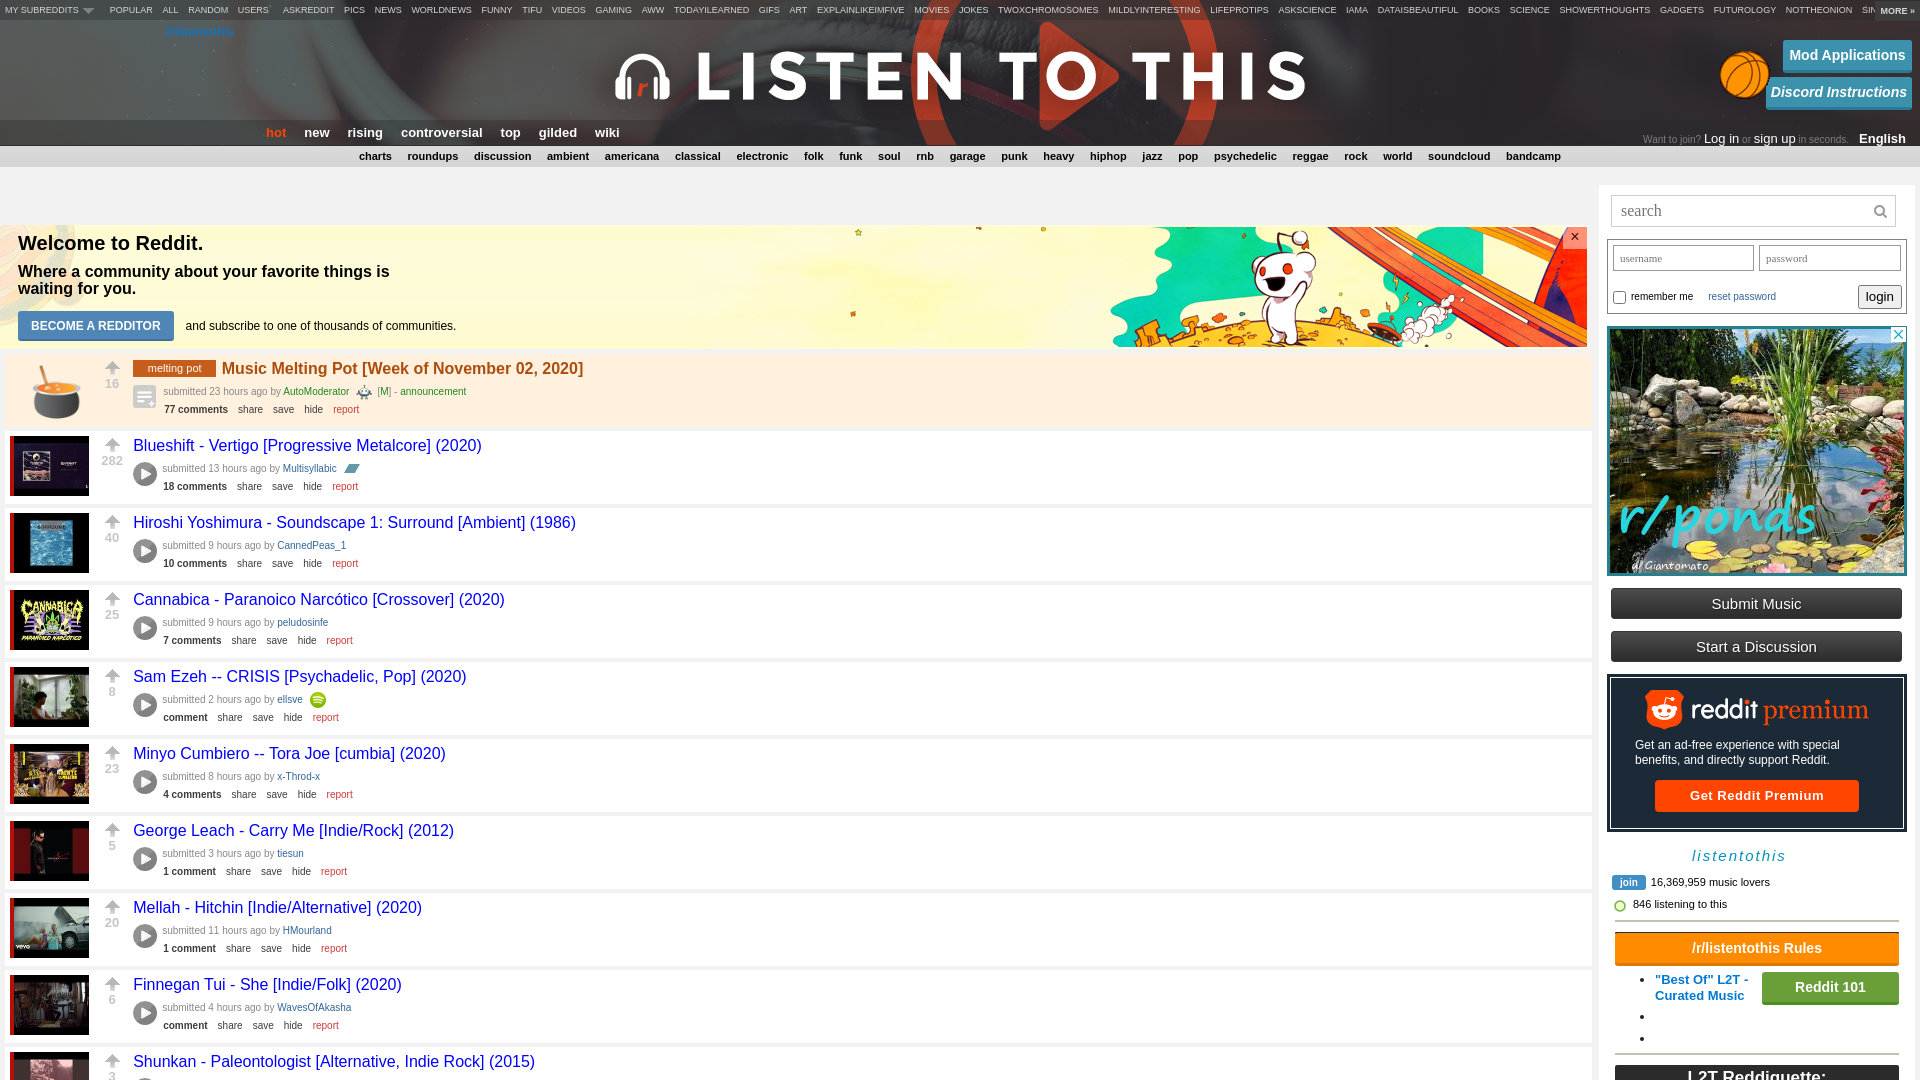 MY SUBREDDITS POPULAR ALL RANDOM USERS ASKREDDIT PICS NEWS WORLDNEWS FUNNY TIFU VIDEOS GAMING AWW TODAYILEARNED GIFS ART EXPLAINLIKEIMFIVE MOVIES JOKES TWOXCHROMOSOMES MILDLYINTERESTING LIFEPROTIPS ASKSCIENCE IAMA DATAISBEAUTIFUL BOOKS SCIENCE SHOWERTHOUGHTS GADGETS FUTUROLOGY NOTTHEONION MORE »
r LISTEN TO THIS
Mod Applications
Discord Instructions
hot new rising controversial top gilded wiki
Want to join? Log in or sign up in seconds. English
charts roundups discussion ambient americana classical electronic folk funk soul rnb garage punk heavy hiphop jazz pop psychedelic reggae rock world soundcloud bandcamp
Welcome to Reddit.
Where a community about your favorite things is
waiting for you.
BECOME A REDDITOR and subscribe to one of thousands of communities.
×
16
melting pot Music Melting Pot [Week of November 02, 2020]
submitted 23 hours ago by AutoModerator [M] - announcement
77 comments share save hide report
282
Blueshift - Vertigo [Progressive Metalcore] (2020)
submitted 13 hours ago by Multisyllabic
18 comments share save hide report
40
Hiroshi Yoshimura - Soundscape 1: Surround [Ambient] (1986)
submitted 9 hours ago by CannedPeas_1
10 comments share save hide report
CANNABICA
PARANOICO NARCÓTICO
25
Cannabica - Paranoico Narcótico [Crossover] (2020)
submitted 9 hours ago by peludosinfe
7 comments share save hide report
8
Sam Ezeh -- CRISIS [Psychadelic, Pop] (2020)
submitted 2 hours ago by ellsve
comment share save hide report
23
Minyo Cumbiero -- Tora Joe [cumbia] (2020)
submitted 8 hours ago by x-Throd-x
4 comments share save hide report
5
George Leach - Carry Me [Indie/Rock] (2012)
submitted 3 hours ago by tiesun
1 comment share save hide report
vevo
20
Mellah - Hitchin [Indie/Alternative] (2020)
submitted 11 hours ago by HMourland
1 comment share save hide report
6
Finnegan Tui - She [Indie/Folk] (2020)
submitted 4 hours ago by WavesOfAkasha
comment share save hide report
3
Shunkan - Paleontologist [Alternative, Indie Rock] (2015)
search
username password
remember me reset password login
r/ponds
u/Giantomato
Submit Music
Start a Discussion
reddit premium
Get an ad-free experience with special
benefits, and directly support Reddit.
Get Reddit Premium
listentothis
join 16,369,959 music lovers
846 listening to this
/r/listentothis Rules
"Best Of" L2T -
Curated Music
Reddit 101
L2T Reddiquette: